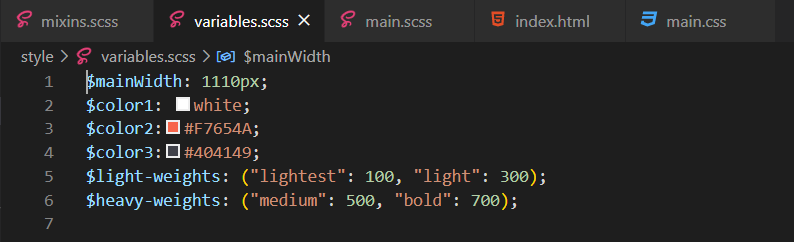 mixins.scss variables.scss main.scss index.html main.css
style > variables.scss > $mainWidth
1 $mainWidth: 1110px;
2 $color1: white;
3 $color2: #F7654A;
4 $color3: #404149;
5 $light-weights: ("lightest": 100, "light": 300);
6 $heavy-weights: ("medium": 500, "bold": 700);
7